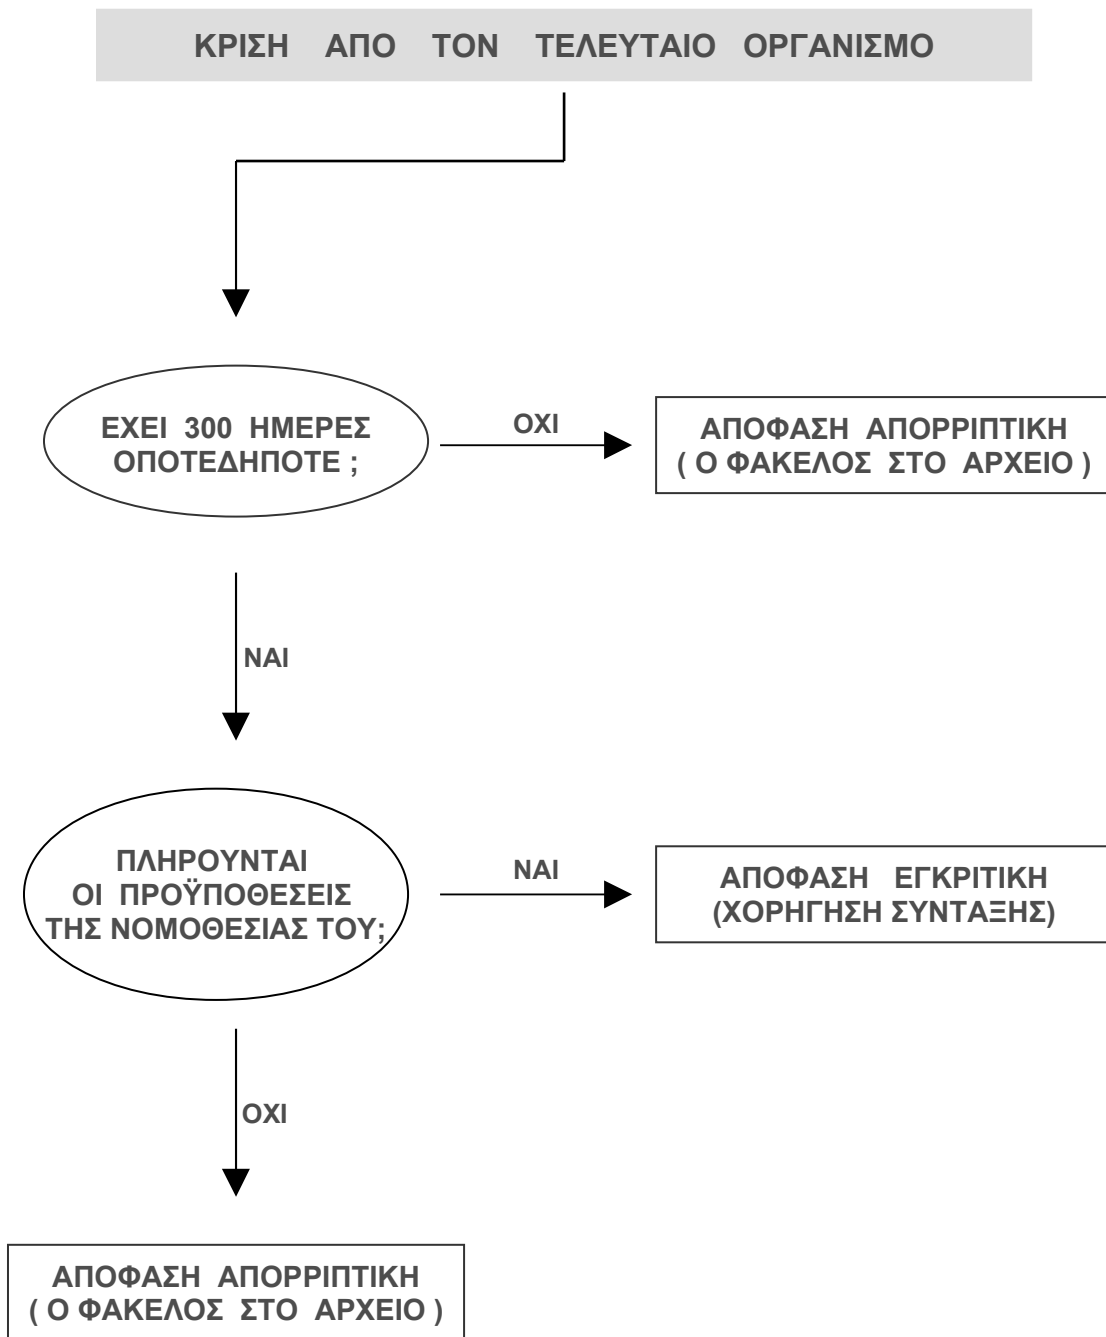 ΚΡΙΣΗ ΑΠΟ ΤΟΝ ΤΕΛΕΥΤΑΙΟ ΟΡΓΑΝΙΣΜΟ
ΕΧΕΙ 300 ΗΜΕΡΕΣ
ΟΠΟΤΕΔΗΠΟΤΕ ;
ΟΧΙ
ΑΠΟΦΑΣΗ ΑΠΟΡΡΙΠΤΙΚΗ
( Ο ΦΑΚΕΛΟΣ ΣΤΟ ΑΡΧΕΙΟ )
ΝΑΙ
ΠΛΗΡΟΥΝΤΑΙ
ΟΙ ΠΡΟΫΠΟΘΕΣΕΙΣ
ΤΗΣ ΝΟΜΟΘΕΣΙΑΣ ΤΟΥ;
ΝΑΙ
ΑΠΟΦΑΣΗ ΕΓΚΡΙΤΙΚΗ
(ΧΟΡΗΓΗΣΗ ΣΥΝΤΑΞΗΣ)
ΟΧΙ
ΑΠΟΦΑΣΗ ΑΠΟΡΡΙΠΤΙΚΗ
( Ο ΦΑΚΕΛΟΣ ΣΤΟ ΑΡΧΕΙΟ )